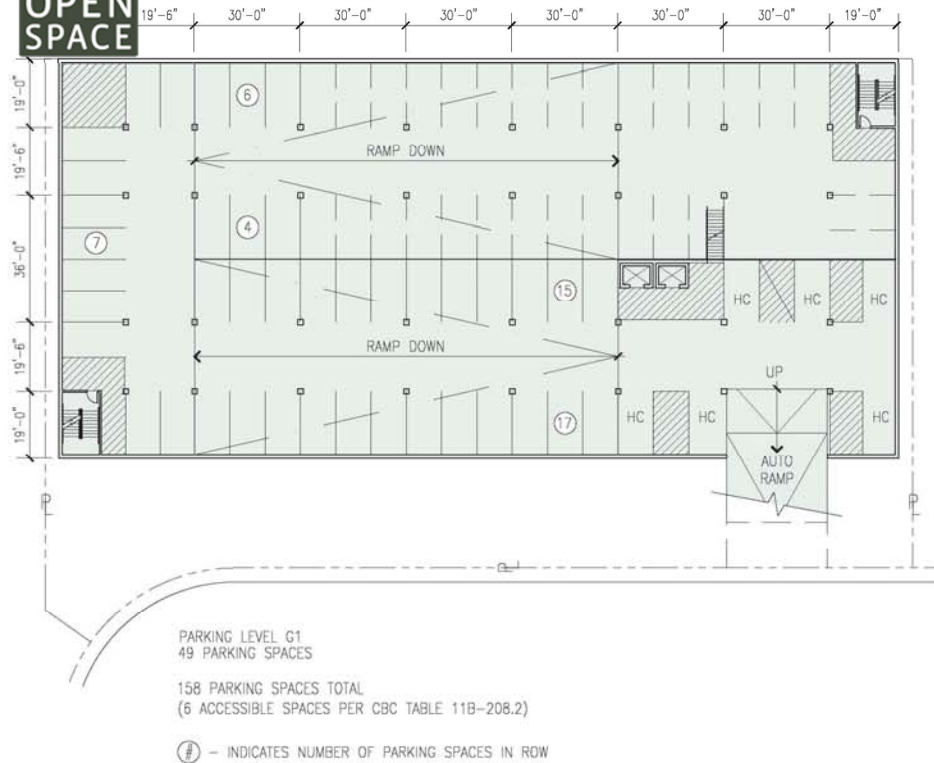 OPEN
SPACE
19'-6" 30'-0" 30'-0" 30'-0" 30'-0" 30'-0" 30'-0" 19'-0"
19'-0"
19'-6"
36'-0"
19'-6"
19'-0"
6
RAMP DOWN
4
7
15
HC HC HC
RAMP DOWN
UP
17
HC HC HC
AUTO
RAMP
PL
PL
PL
PARKING LEVEL G1
49 PARKING SPACES
158 PARKING SPACES TOTAL
(6 ACCESSIBLE SPACES PER CBC TABLE 11B-208.2)
# - INDICATES NUMBER OF PARKING SPACES IN ROW